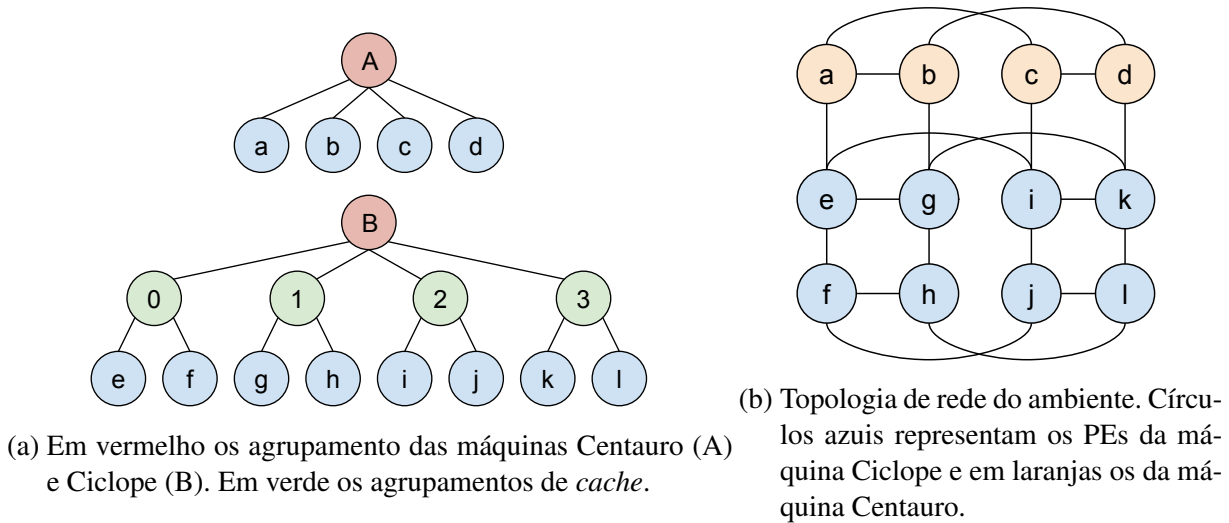 A
a b c d
B
0 1 2 3
e f g h i j k l
(a) Em vermelho os agrupamento das máquinas Centauro (A)
e Ciclope (B). Em verde os agrupamentos de cache.
a b c d
e g i k
f h j l
(b) Topologia de rede do ambiente. Círcu-
los azuis representam os PEs da má-
quina Ciclope e em laranjas os da má-
quina Centauro.